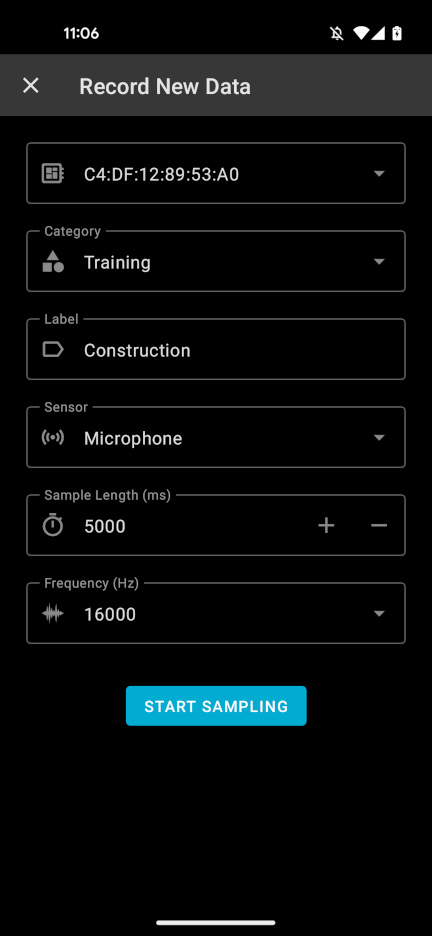 11:06
Record New Data
C4:DF:12:89:53:A0
Category
Training
Label
Construction
Sensor
Microphone
Sample Length (ms)
5000
Frequency (Hz)
16000
START SAMPLING